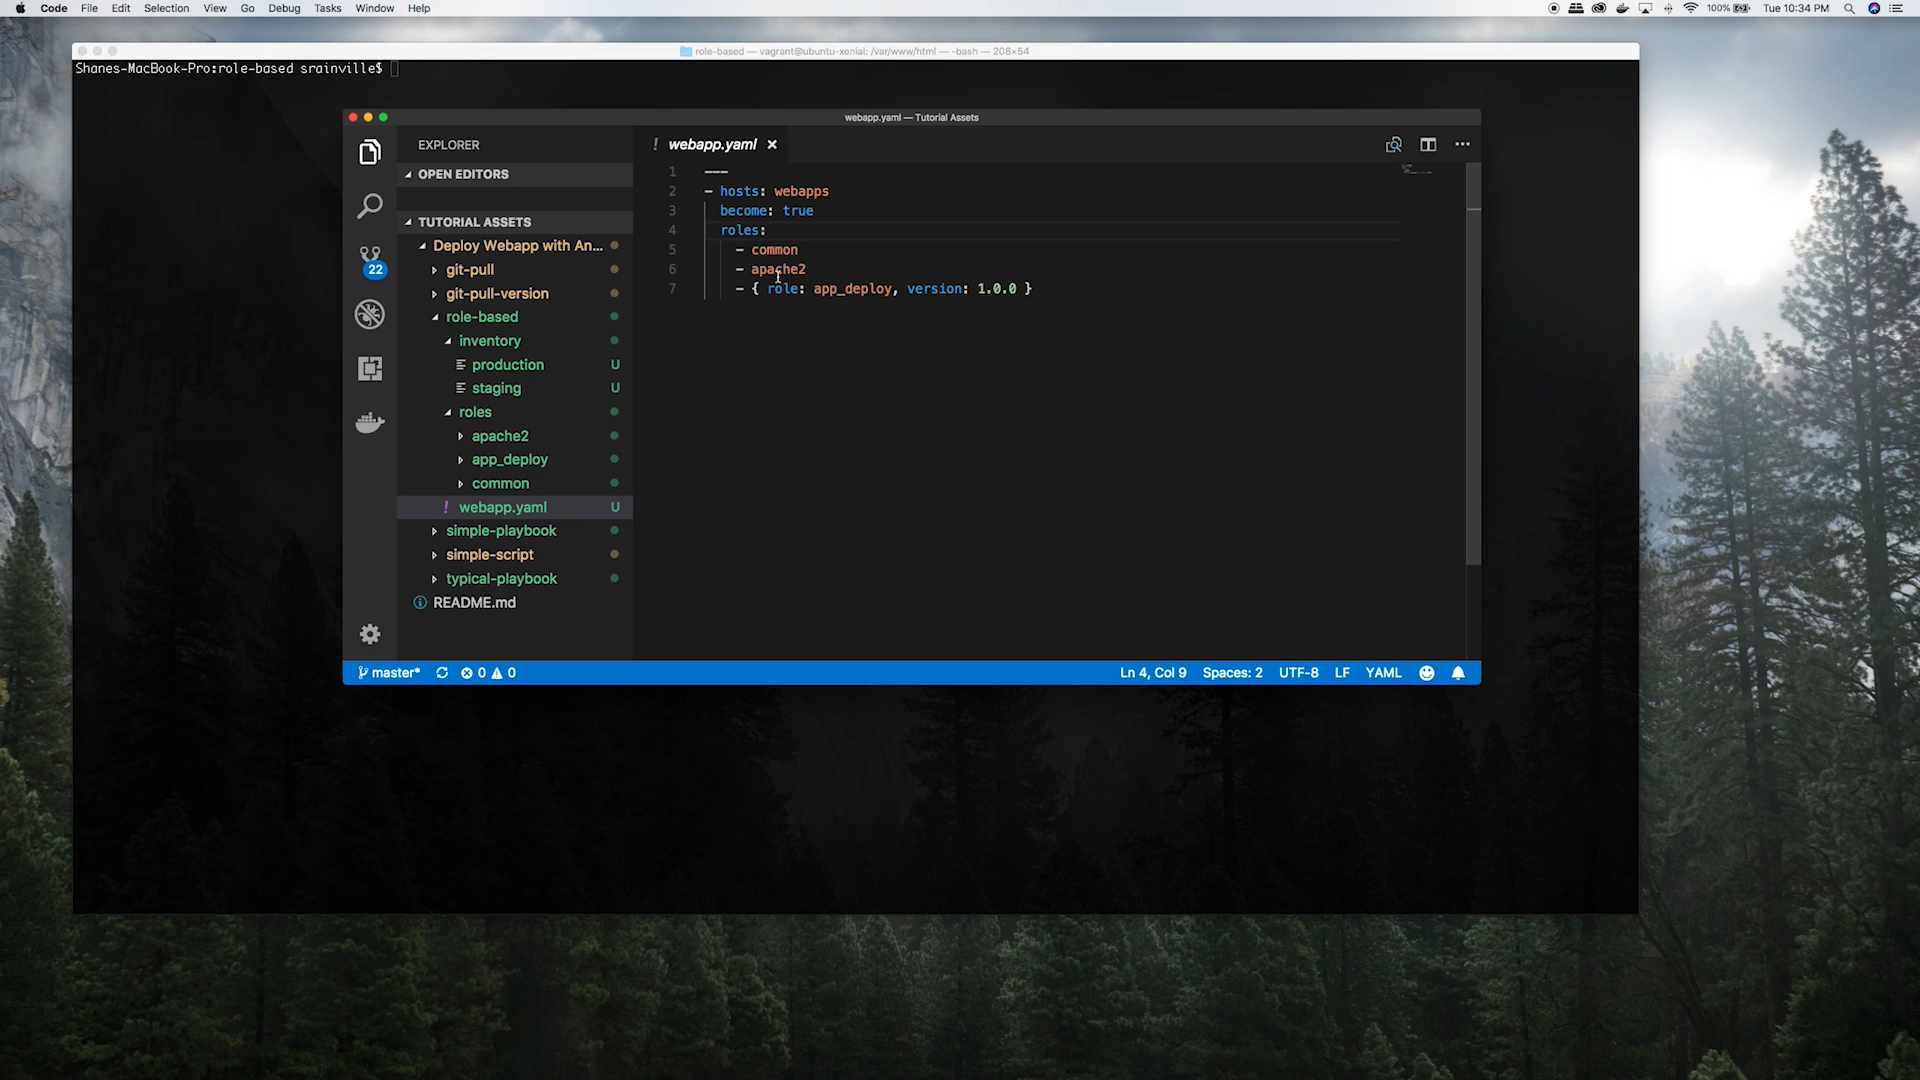 Code File Edit Selection View Go Debug Tasks Window Help 100% Tue 10:34 PM
role-based — vagrant@ubuntu-xenial: /var/www/html — -bash — 208×54
Shanes-MacBook-Pro:role-based srainville$
webapp.yaml — Tutorial Assets
EXPLORER
OPEN EDITORS
TUTORIAL ASSETS
Deploy Webapp with An...
git-pull
git-pull-version
role-based
inventory
production U
staging U
roles
apache2
app_deploy
common
! webapp.yaml U
simple-playbook
simple-script
typical-playbook
README.md
22
! webapp.yaml ×
1 ---
2 - hosts: webapps
3 become: true
4 roles:
5 - common
6 - apache2
7 - { role: app_deploy, version: 1.0.0 }
master* 0 0 Ln 4, Col 9 Spaces: 2 UTF-8 LF YAML